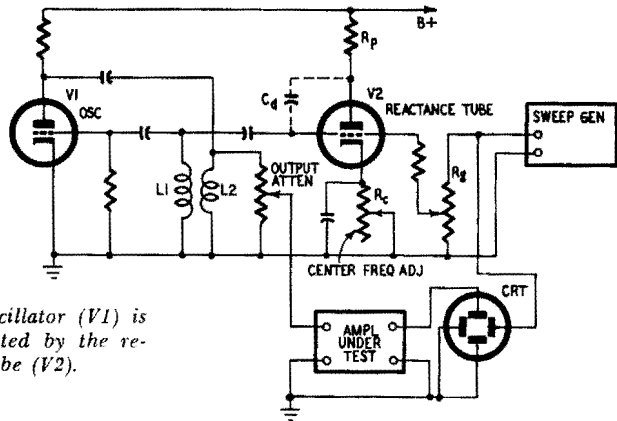 B+
Rp
V1
OSC
Cd
V2
REACTANCE TUBE
SWEEP GEN
L1
L2
OUTPUT
ATTEN
Rc
Rg
CENTER FREQ ADJ
CRT
AMPL
UNDER
TEST
cillator (V1) is
ted by the re-
be (V2).